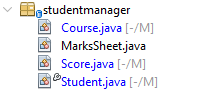 studentmanager
Course.java [-/M]
MarksSheet.java
Score.java [-/M]
Student.java [-/M]